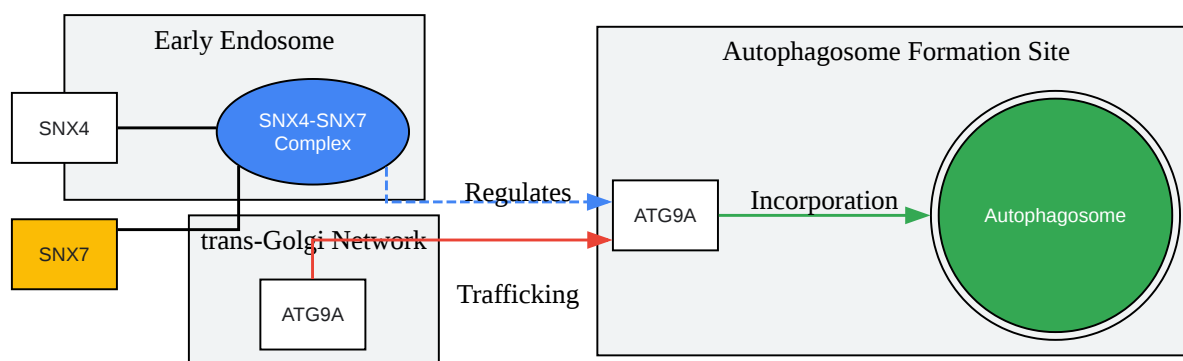 Early Endosome
Autophagosome Formation Site
SNX4
SNX4-SNX7
Complex
Regulates
ATG9A
Incorporation
Autophagosome
SNX7
trans-Golgi Network
Trafficking
ATG9A